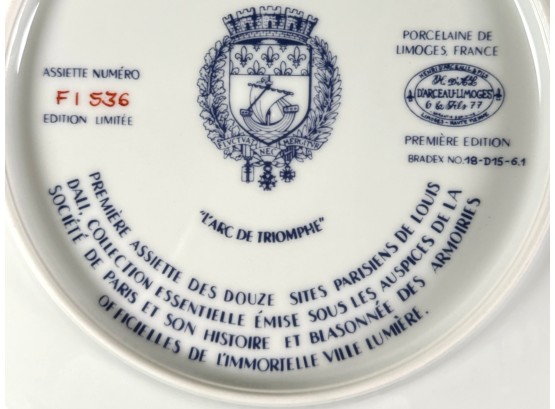 ASSIETTE NUMÉRO
F I 536
EDITION LIMITÉE
PORCELAINE DE
LIMOGES, FRANCE
D'ARCEAU-LIMOGES
PREMIÈRE EDITION
BRADEX NO. 18-D15-6.1
"L'ARC DE TRIOMPHE"
PREMIÈRE ASSIETTE DES DOUZE SITES PARISIENS DE LOUIS
DALI, COLLECTION ESSENTIELLE ÉMISE SOUS LES AUSPICES DE LA
SOCIÉTÉ DE PARIS ET SON HISTOIRE ET BLASONNÉE DES ARMOIRIES
OFFICIELLES DE L'IMMORTELLE VILLE LUMIÈRE.